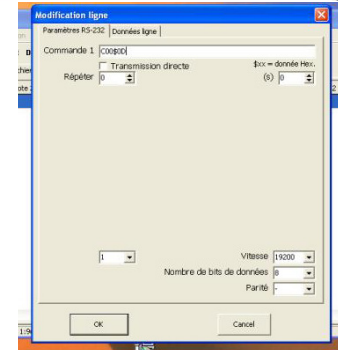 Modification ligne
Paramètres RS-232 Données ligne
Commande 1 C00$0D
Transmission directe $xx = donnée Hex.
Répéter 0 (s) 0
1 Vitesse 19200
Nombre de bits de données 8
Parité -
OK Cancel